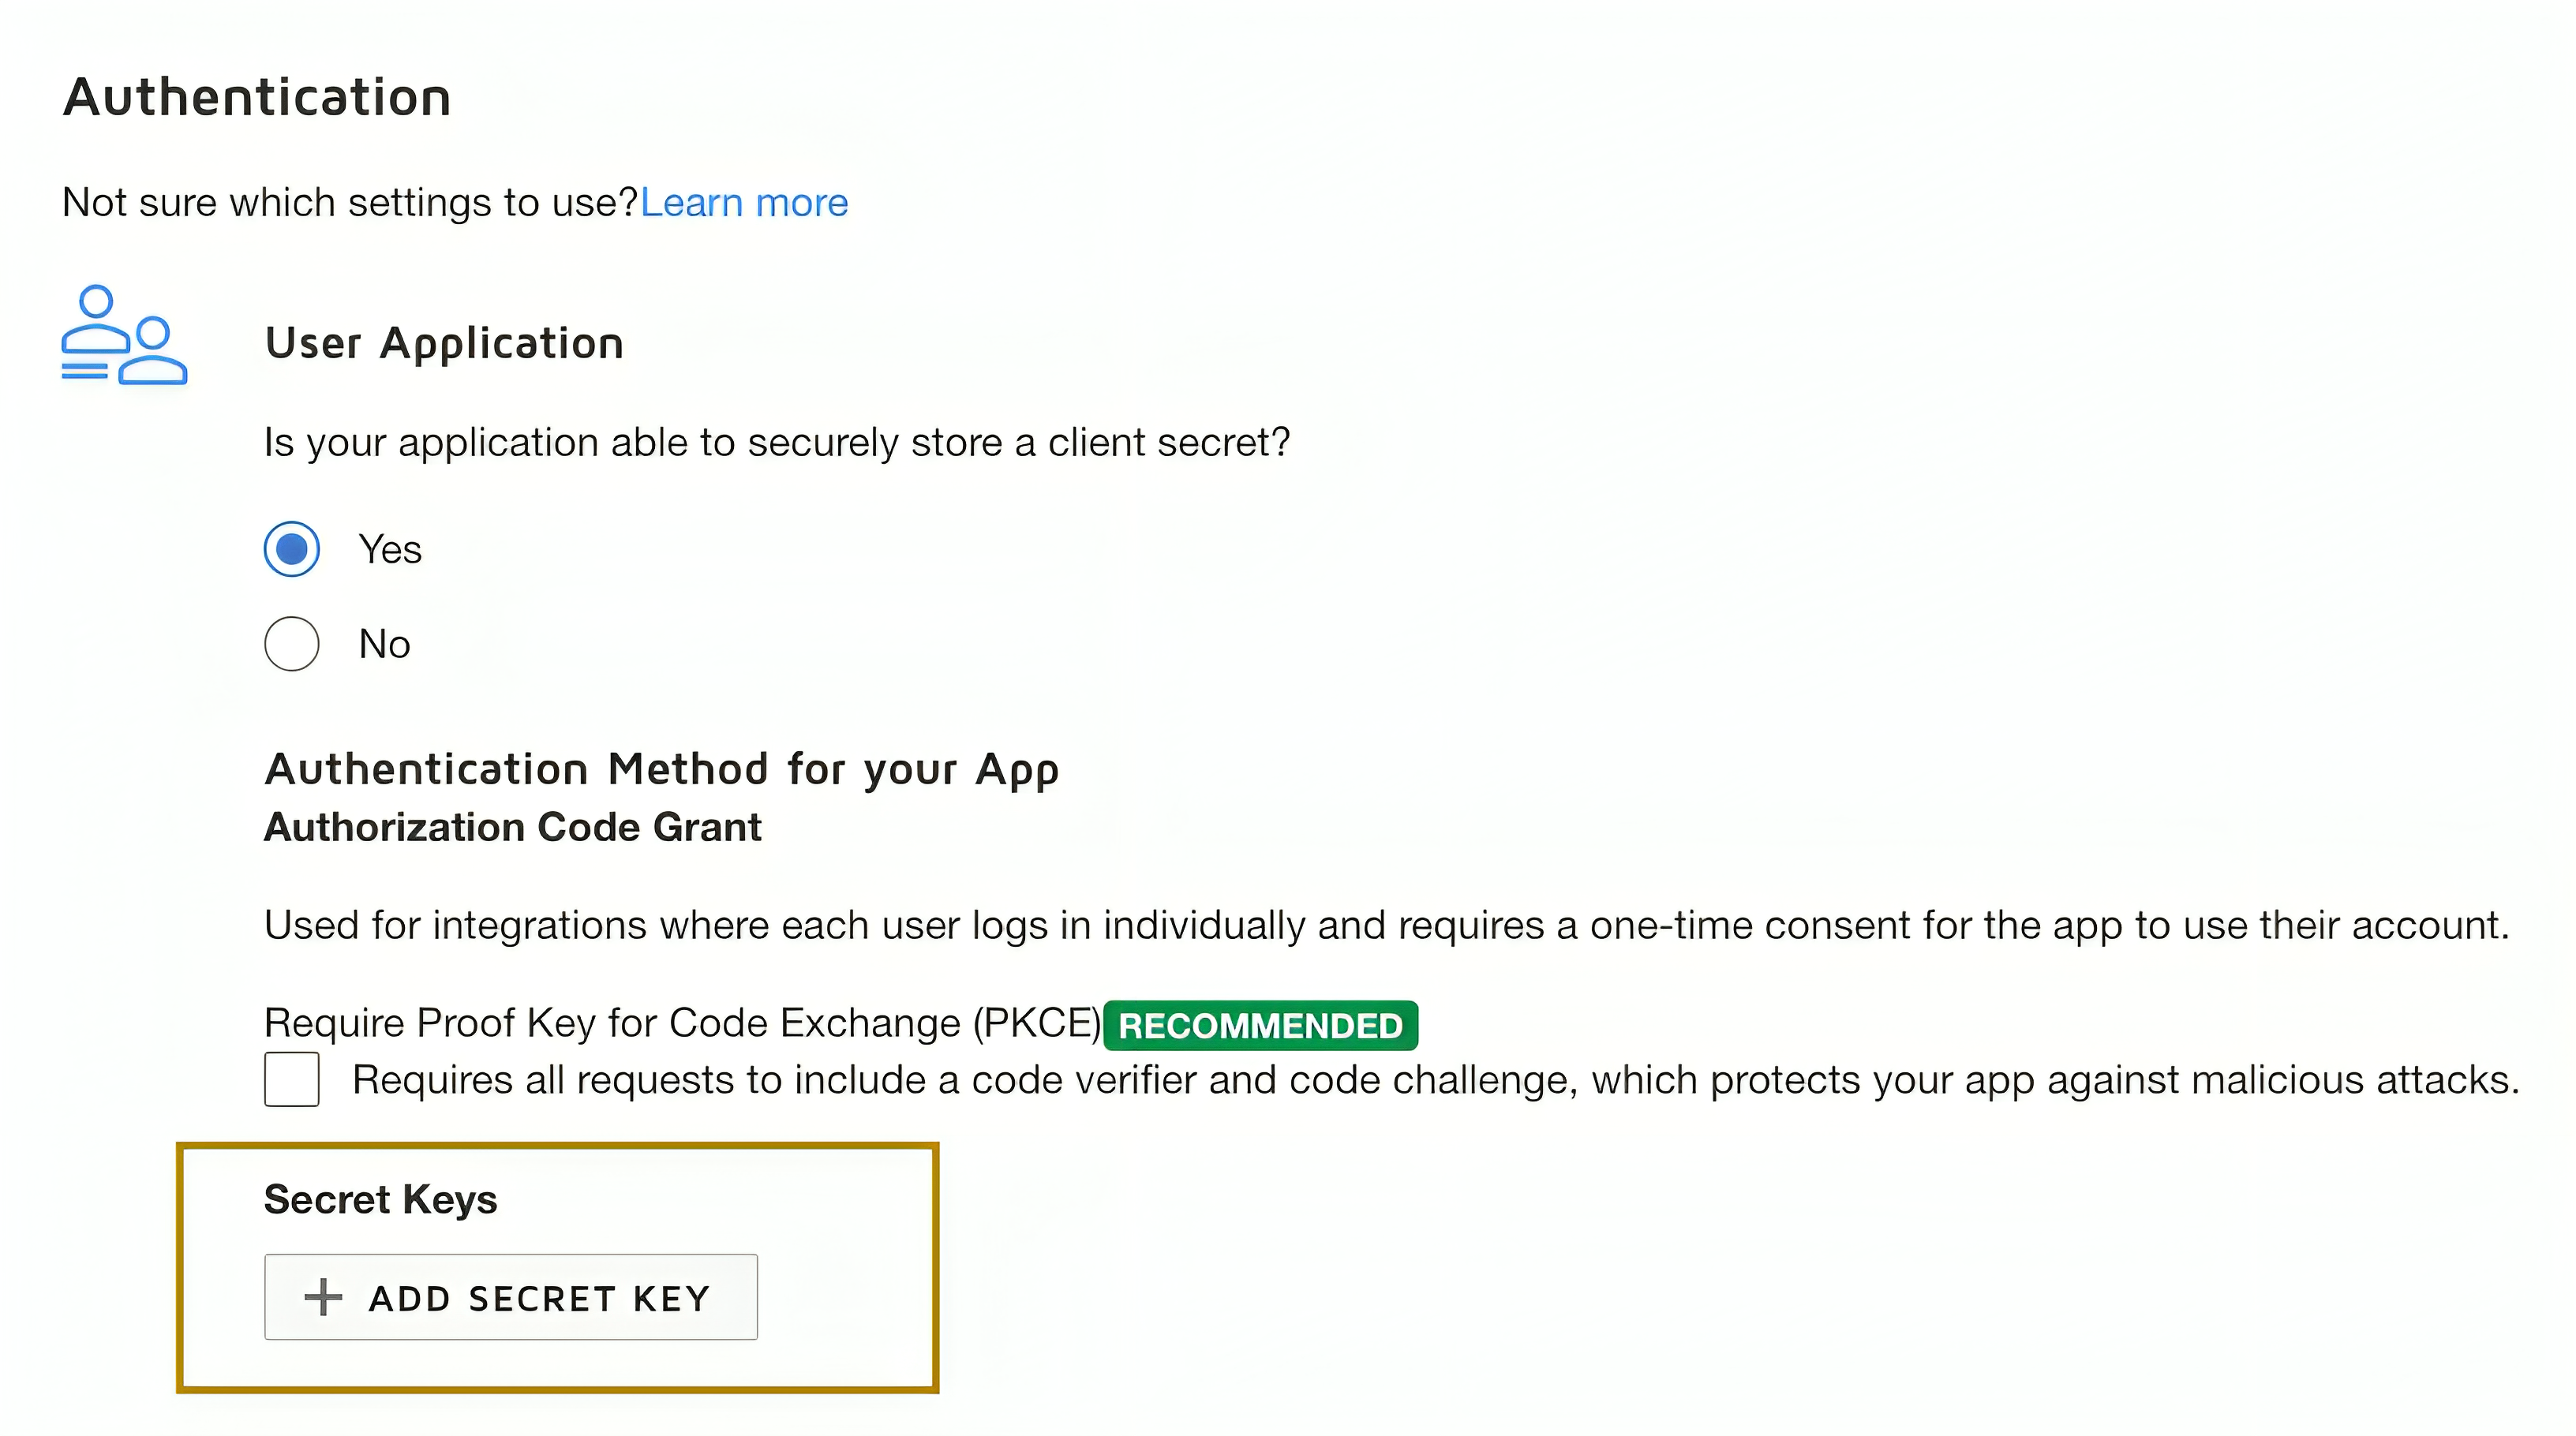 Authentication
Not sure which settings to use?Learn more
User Application
Is your application able to securely store a client secret?
Yes
No
Authentication Method for your App
Authorization Code Grant
Used for integrations where each user logs in individually and requires a one-time consent for the app to use their account.
Require Proof Key for Code Exchange (PKCE) RECOMMENDED
Requires all requests to include a code verifier and code challenge, which protects your app against malicious attacks.
Secret Keys
ADD SECRET KEY